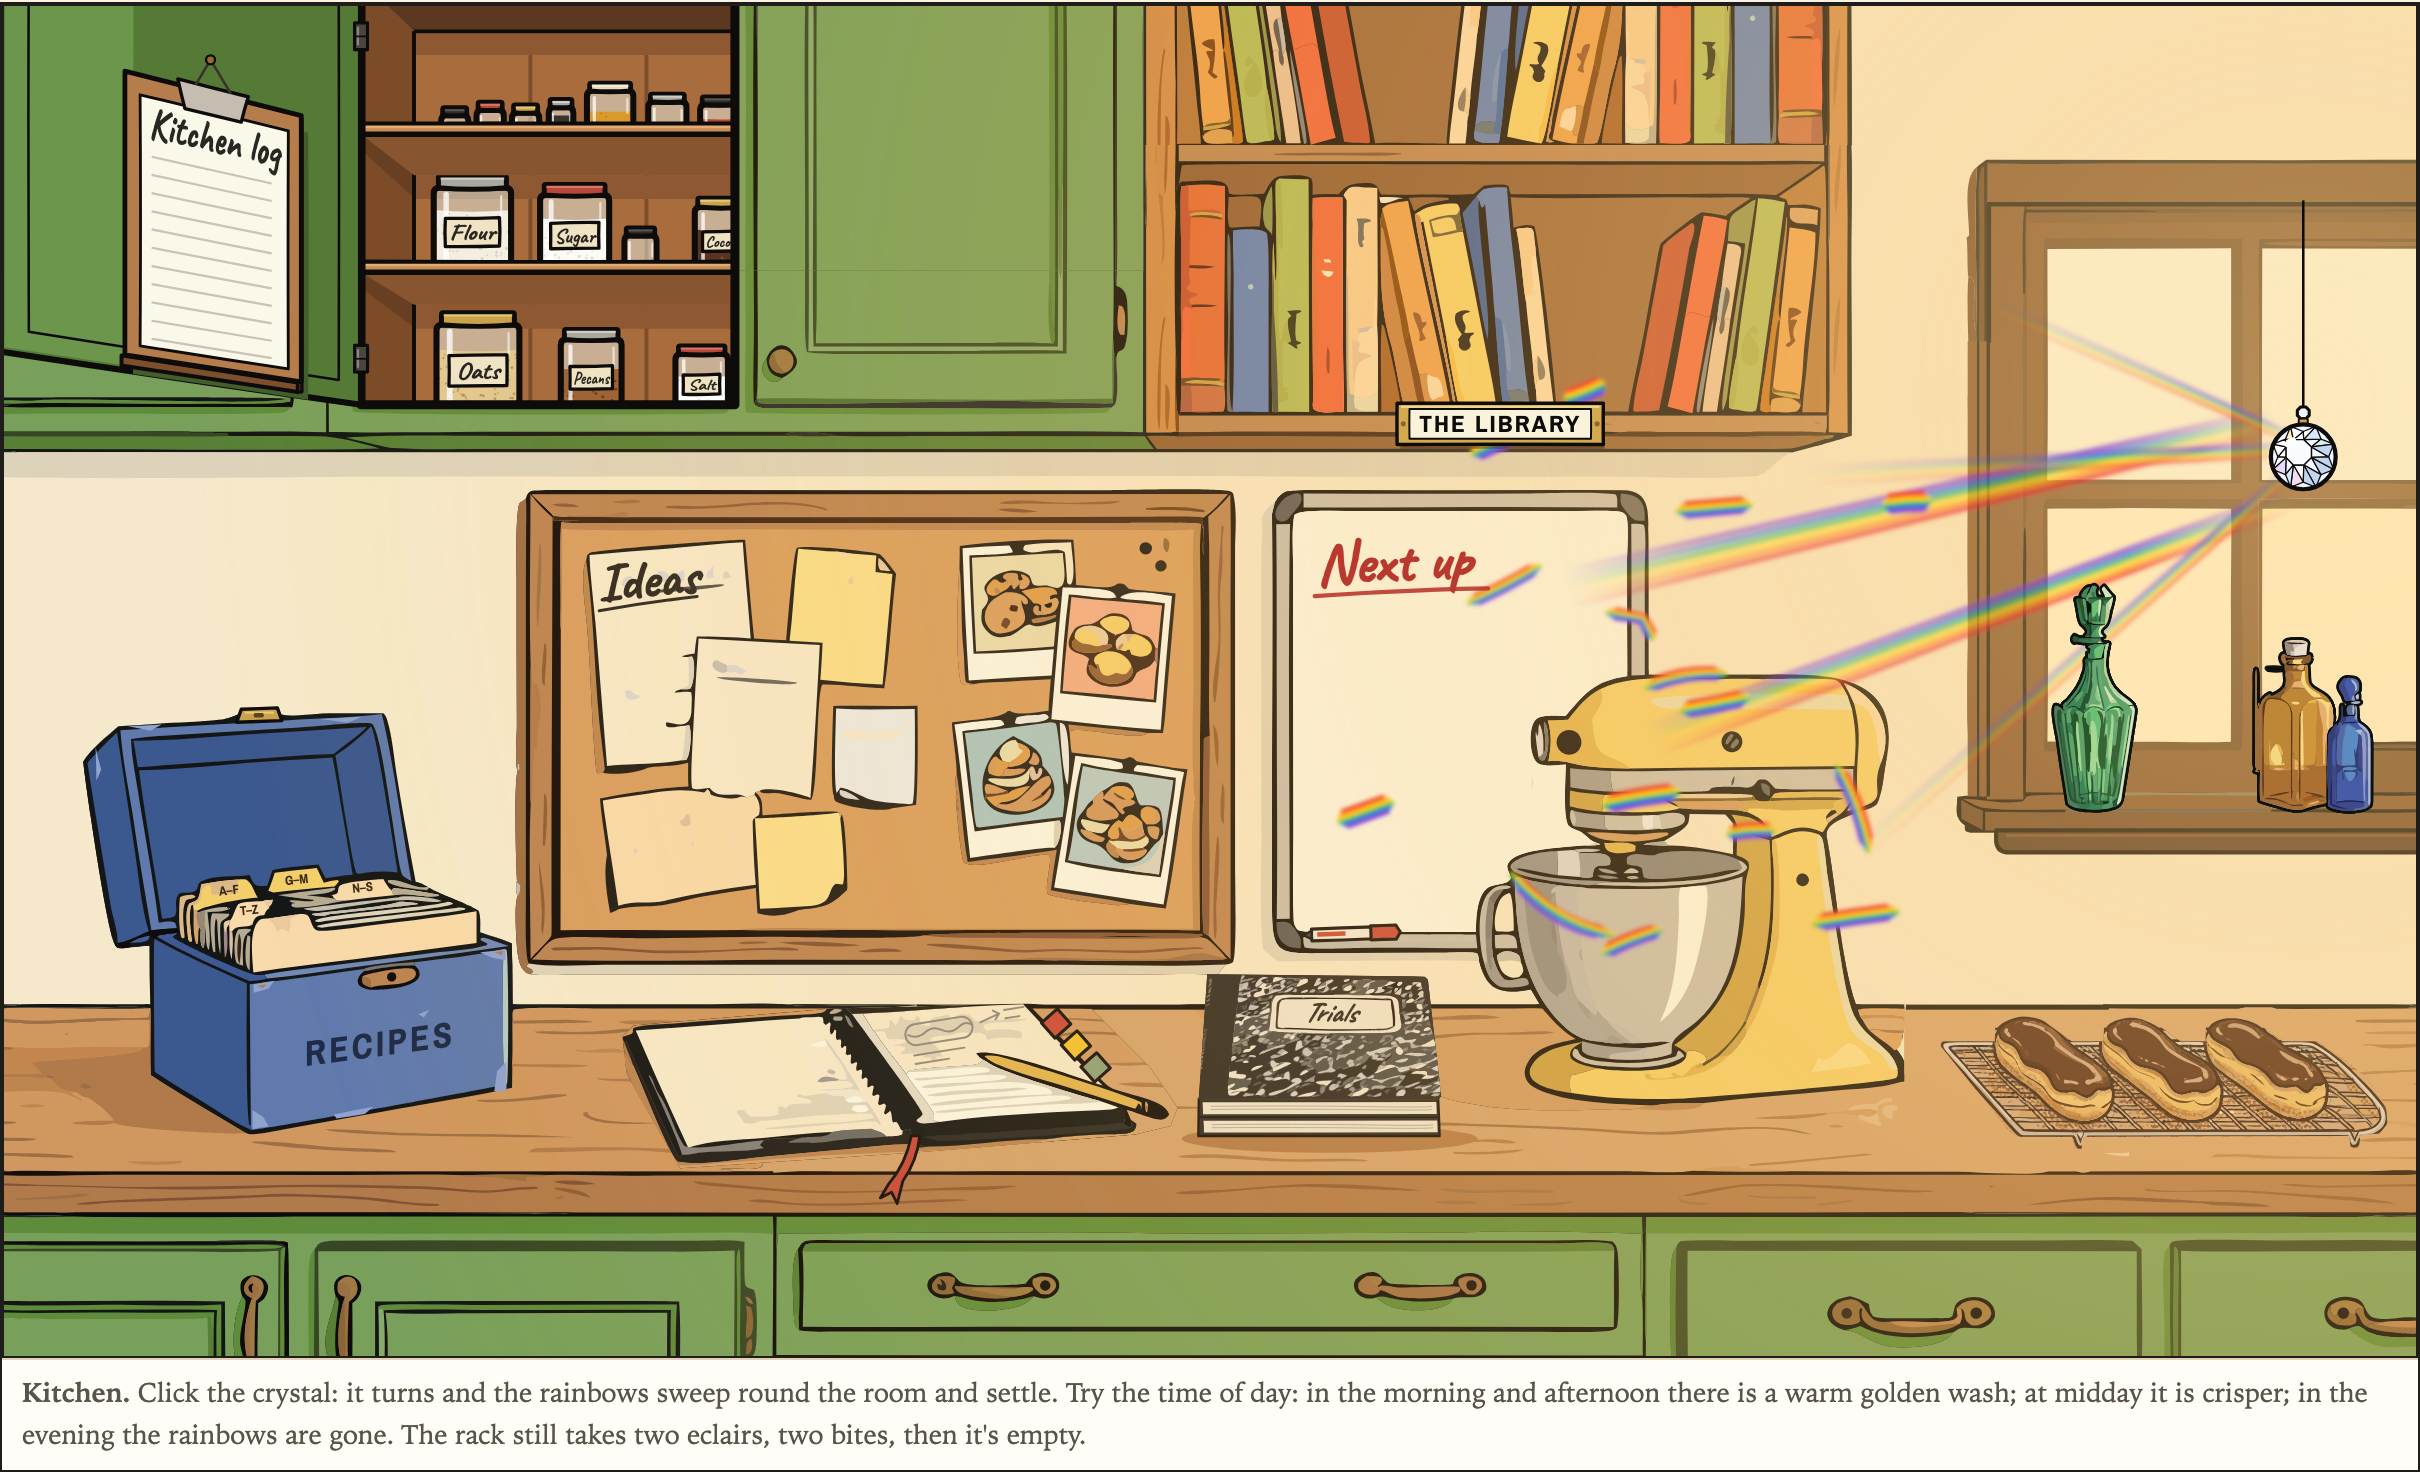 Kitchen log
Flour
Sugar
Oats
Pecans
Salt
THE LIBRARY
Ideas
Next up
A–F
G–M
N–S
T–Z
RECIPES
Trials
Kitchen. Click the crystal: it turns and the rainbows sweep round the room and settle. Try the time of day: in the morning and afternoon there is a warm golden wash; at midday it is crisper; in the
evening the rainbows are gone. The rack still takes two eclairs, two bites, then it's empty.